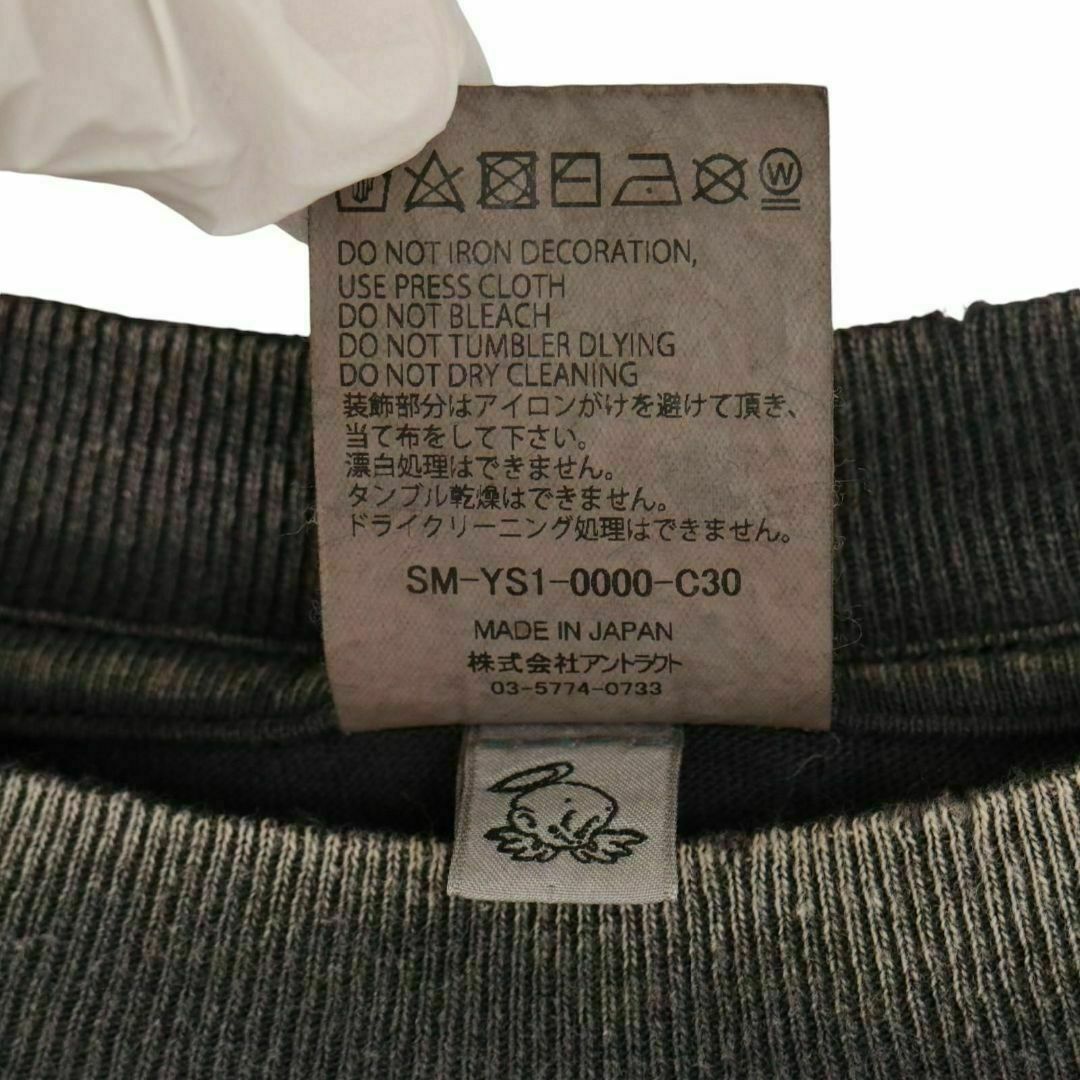 W
DO NOT IRON DECORATION,
USE PRESS CLOTH
DO NOT BLEACH
DO NOT TUMBLER DLYING
DO NOT DRY CLEANING
装飾部分はアイロンがけを避けて頂き、
当て布をして下さい。
漂白処理はできません。
タンブル乾燥はできません。
ドライクリーニング処理はできません。
SM-YS1-0000-C30
MADE IN JAPAN
株式会社アントラクト
03-5774-0733